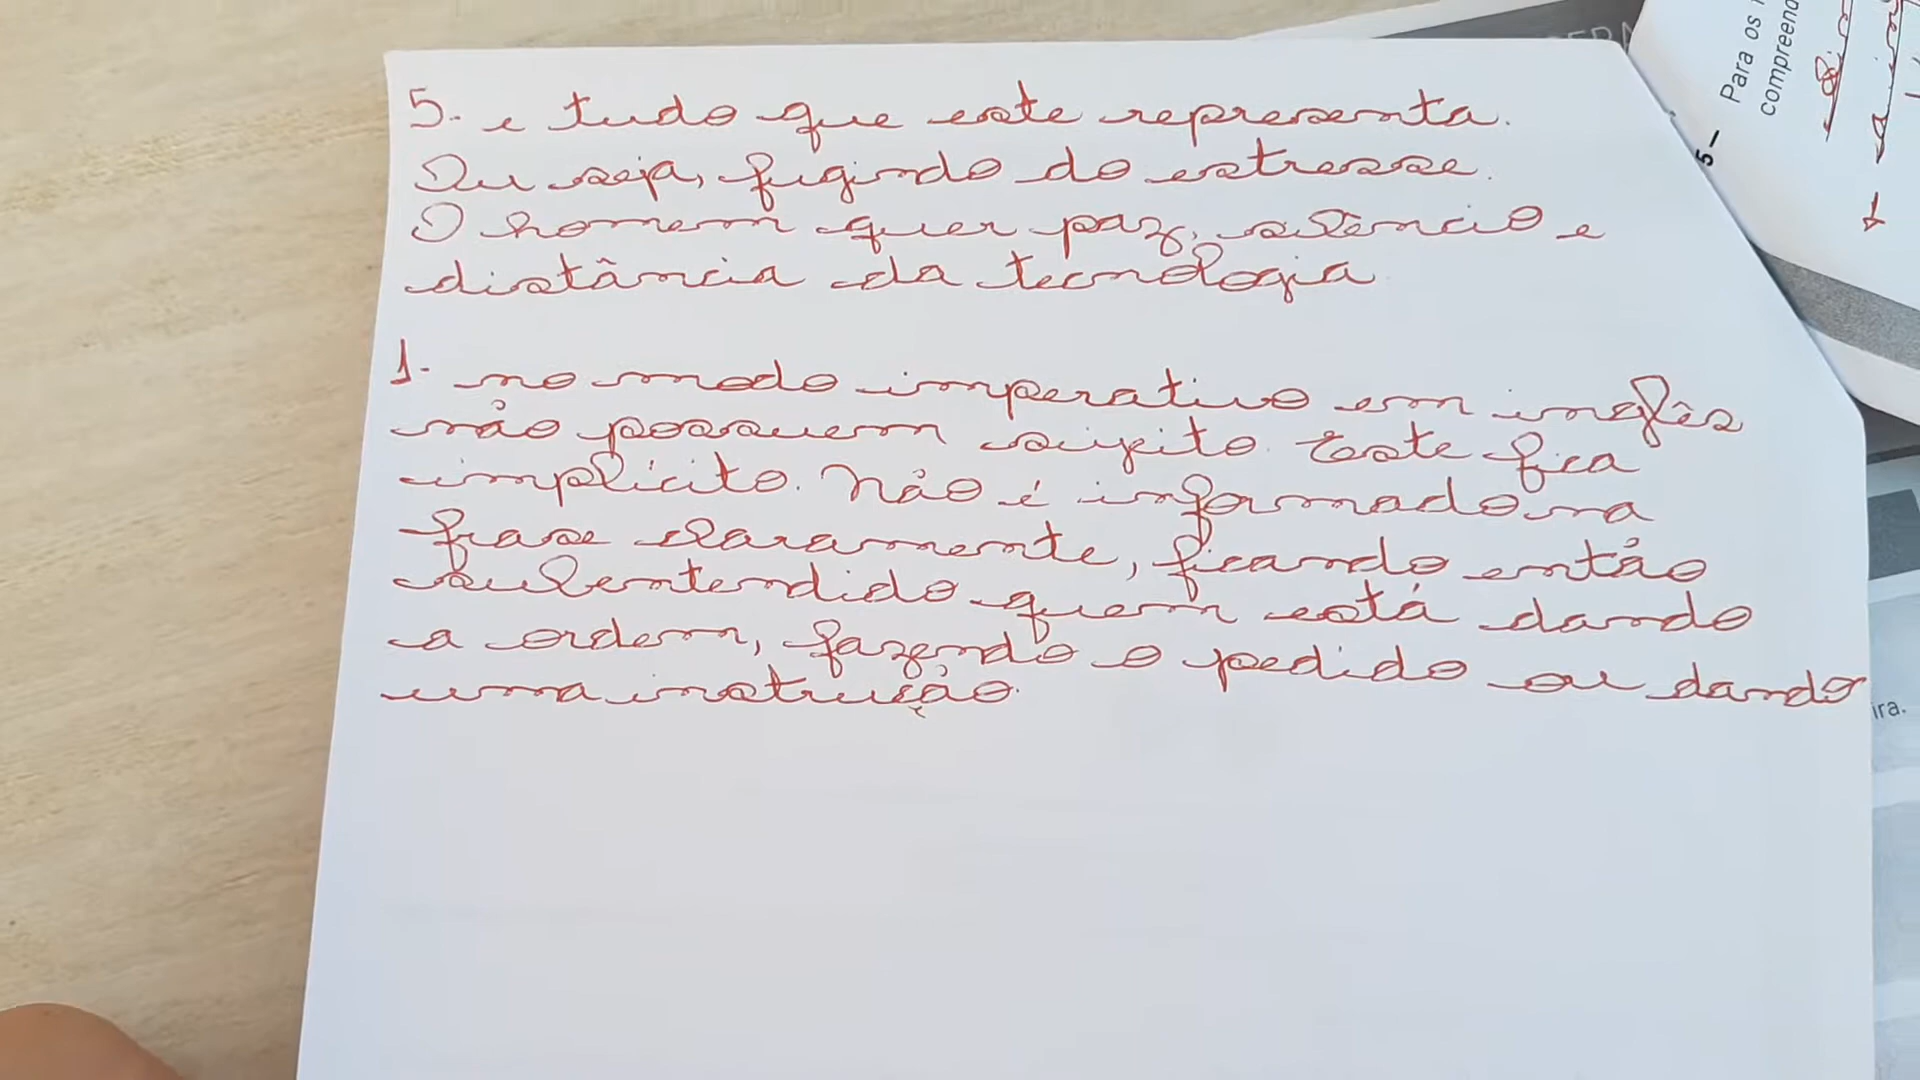 5. e tudo que este representa.
Ou seja, fugindo do estresse.
O homem quer paz, silêncio e
distância da tecnologia
1. no modo imperativo em inglês
não possuem sujeito. Este fica
implícito. Não é informado na
frase claramente, ficando então
subentendido quem está dando
a ordem, fazendo o pedido ou dando
uma instrução.
5– Para os
compreend
ira.